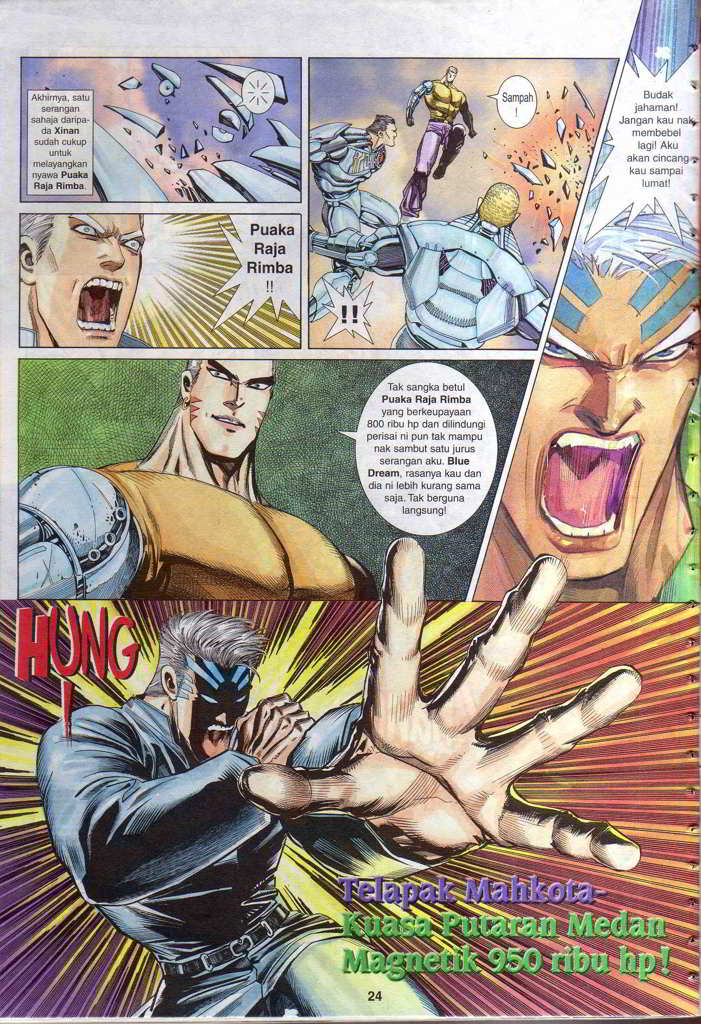 Akhirnya, satu
serangan
sahaja daripa-
da Xinan
sudah cukup
untuk
melayangkan
nyawa Puaka
Raja Rimba.
Sampah
!
!!
Puaka
Raja
Rimba
!!
Budak
jahaman!
Jangan kau nak
membebel
lagi! Aku
akan cincang
kau sampai
lumat!
Tak sangka betul
Puaka Raja Rimba
yang berkeupayaan
800 ribu hp dan dilindungi
perisai ni pun tak mampu
nak sambut satu jurus
serangan aku. Blue
Dream, rasanya kau dan
dia ni lebih kurang sama
saja. Tak berguna
langsung!
HUNG
!
Telapak Mahkota-
Kuasa Putaran Medan
Magnetik 950 ribu hp!
24